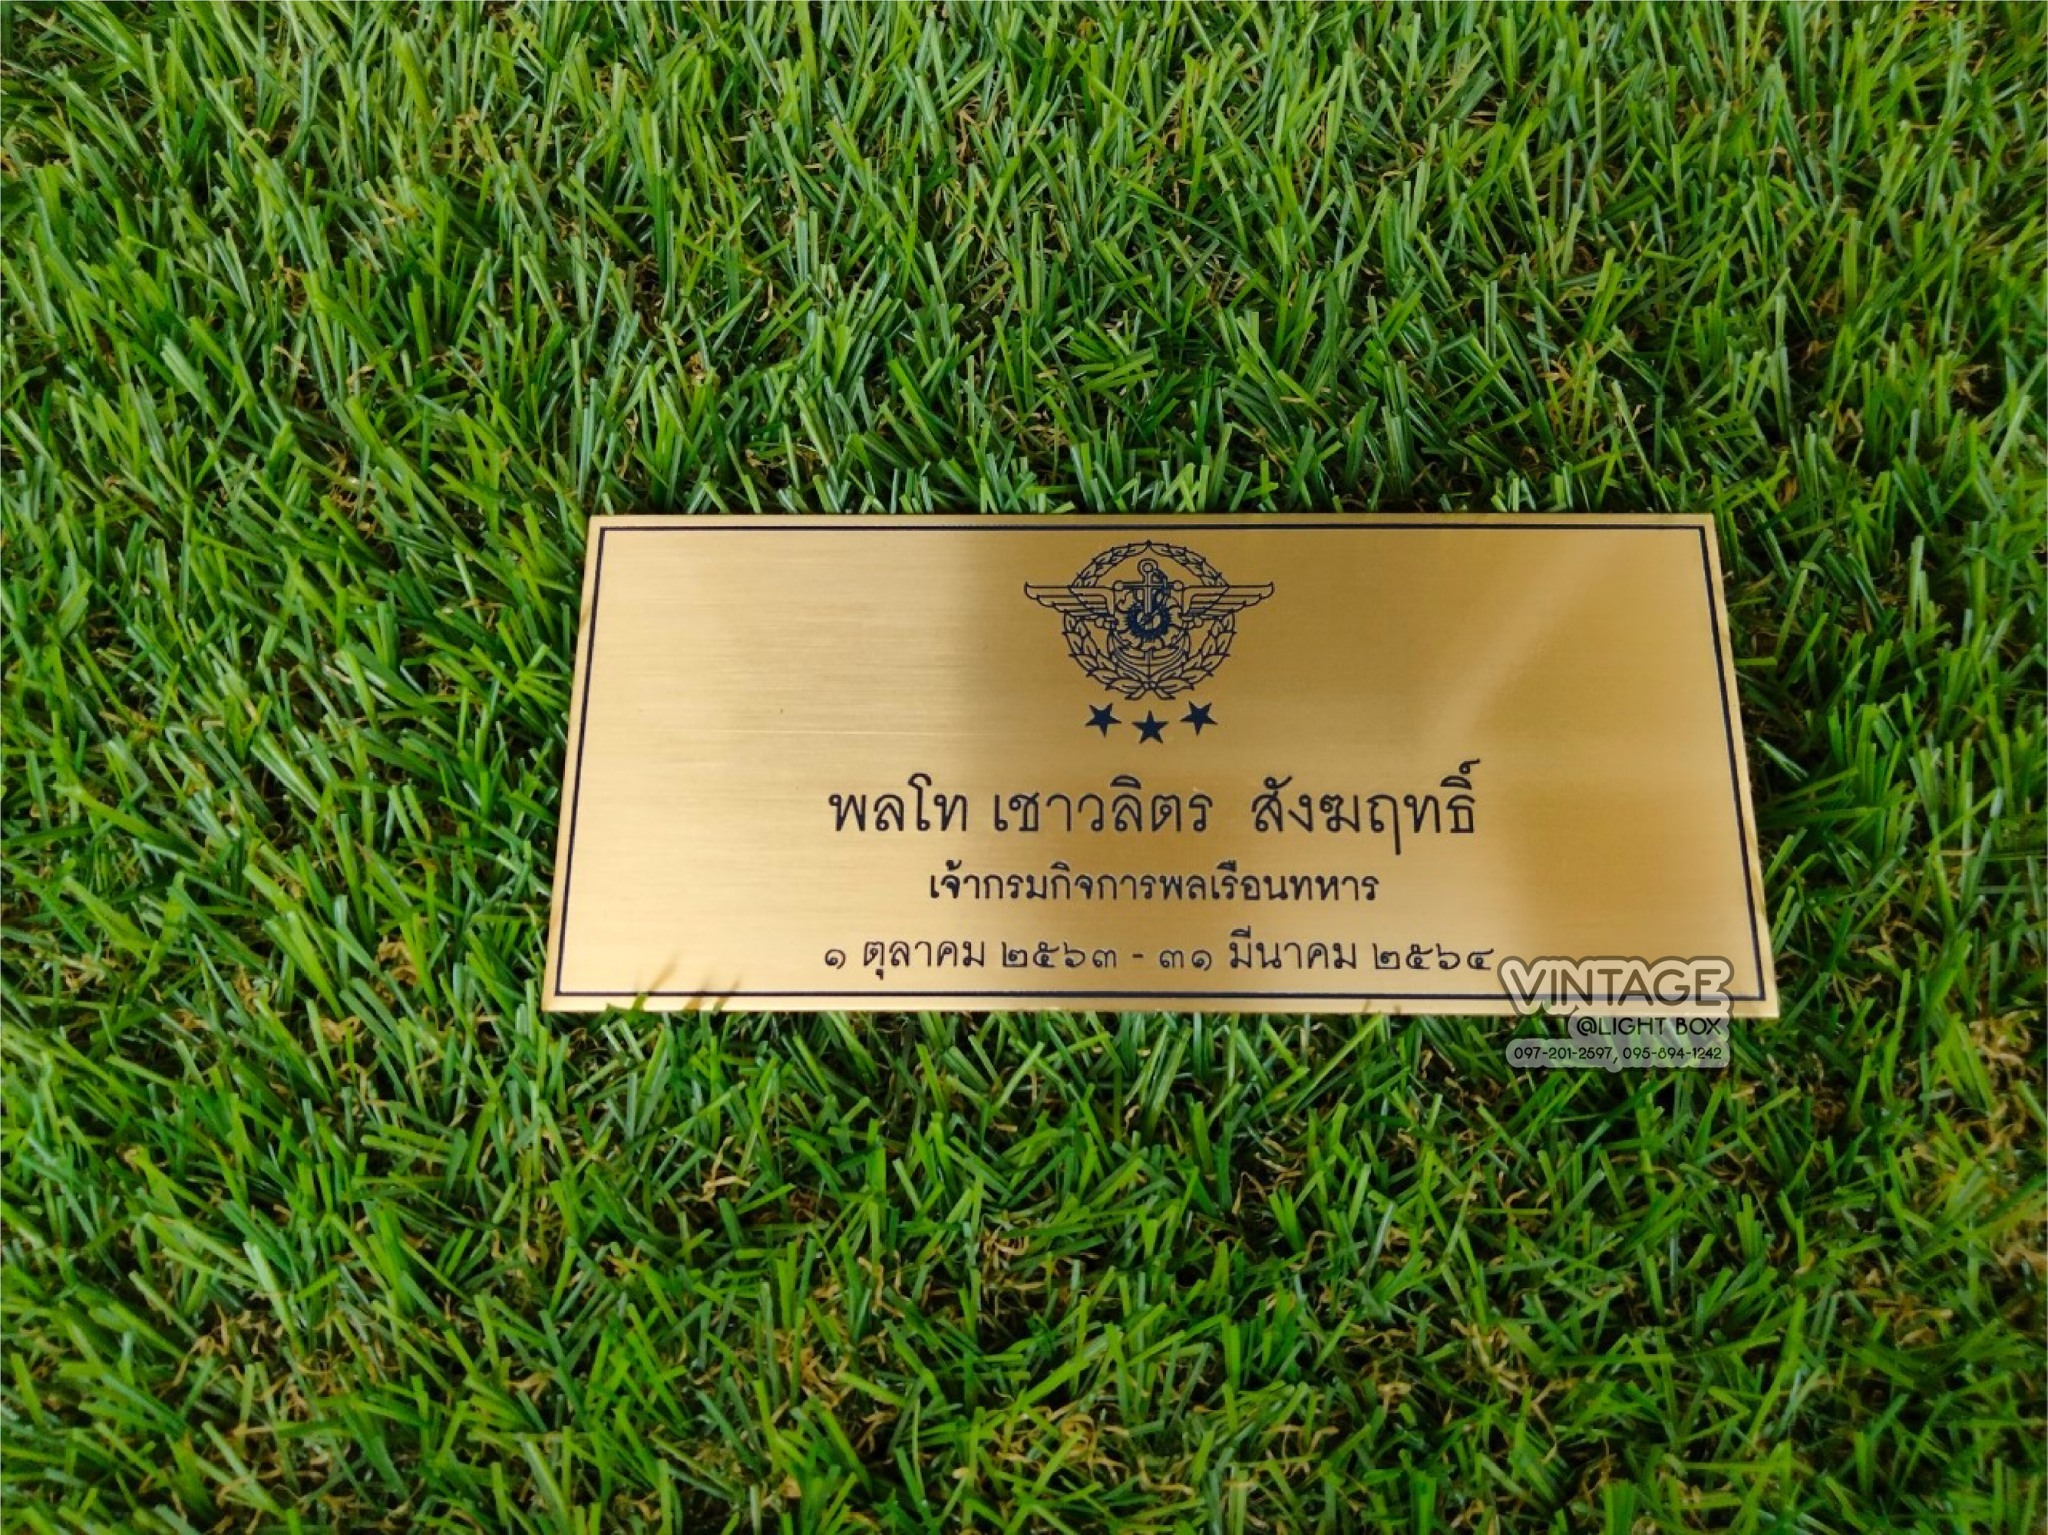 พลโท เชาวลิตร สังฆฤทธิ์
เจ้ากรมกิจการพลเรือนทหาร
๑ ตุลาคม ๒๕๖๓ - ๓๑ มีนาคม ๒๕๖๔
VINTAGE
@LIGHT BOX
097-201-2597, 095-894-1242